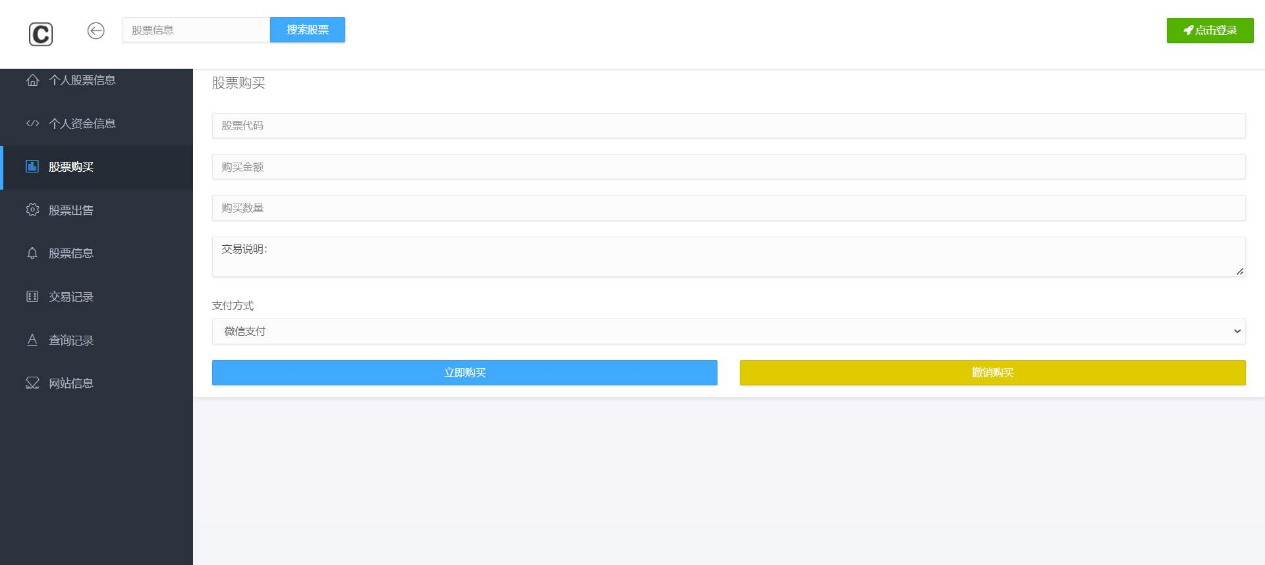 C
股票信息
搜索股票
点击登录
个人股票信息
个人资金信息
股票购买
股票出售
股票信息
交易记录
查询记录
网站信息
股票购买
股票代码
购买金额
购买数量
交易说明:
支付方式
微信支付
立即购买
撤销购买